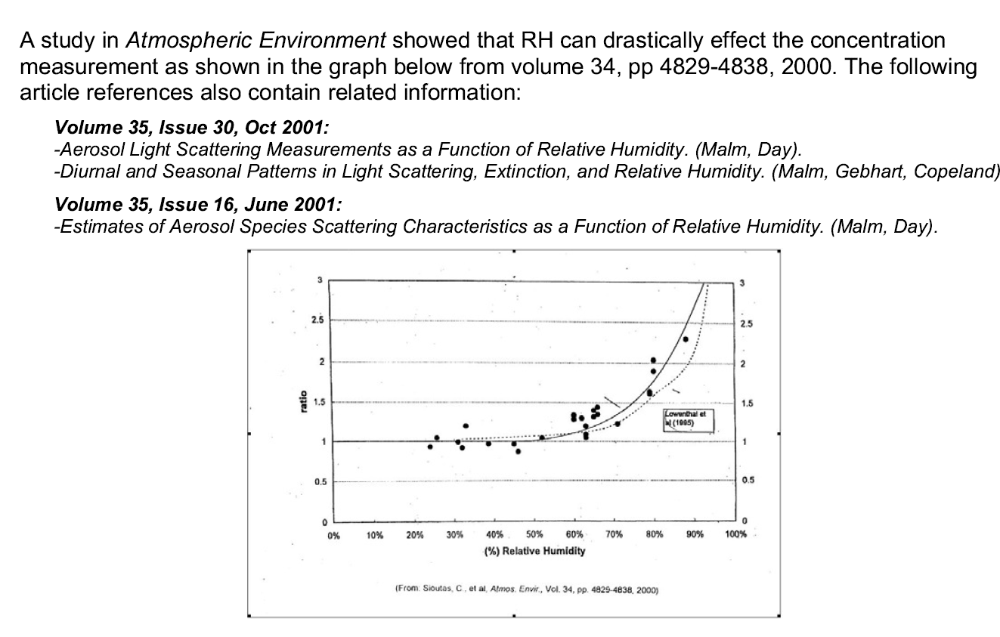 A study in Atmospheric Environment showed that RH can drastically effect the concentration
measurement as shown in the graph below from volume 34, pp 4829-4838, 2000. The following
article references also contain related information:
Volume 35, Issue 30, Oct 2001:
-Aerosol Light Scattering Measurements as a Function of Relative Humidity. (Malm, Day).
-Diurnal and Seasonal Patterns in Light Scattering, Extinction, and Relative Humidity. (Malm, Gebhart, Copeland)
Volume 35, Issue 16, June 2001:
-Estimates of Aerosol Species Scattering Characteristics as a Function of Relative Humidity. (Malm, Day).
3 3
2.5 2.5
2 2
ratio
1.5 1.5
Lowenthal et
al (1995)
1 1
0.5 0.5
0 0
0% 10% 20% 30% 40% 50% 60% 70% 80% 90% 100%
(%) Relative Humidity
(From: Sioutas, C., et al, Atmos. Envir., Vol. 34, pp. 4829-4838, 2000)